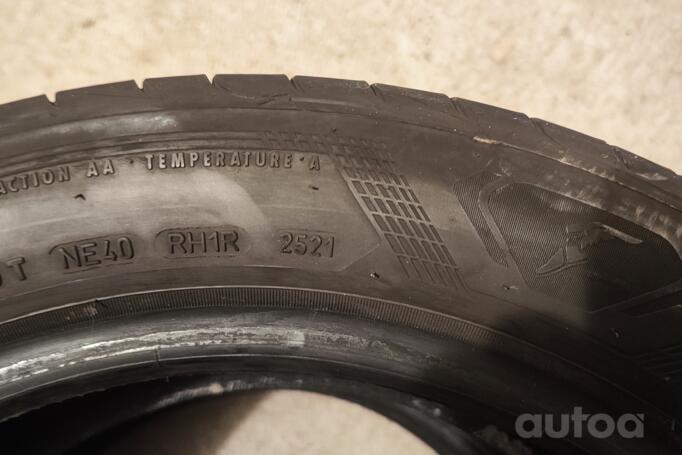 ACTION AA TEMPERATURE A
T NE40 RH1R 2521
autoa